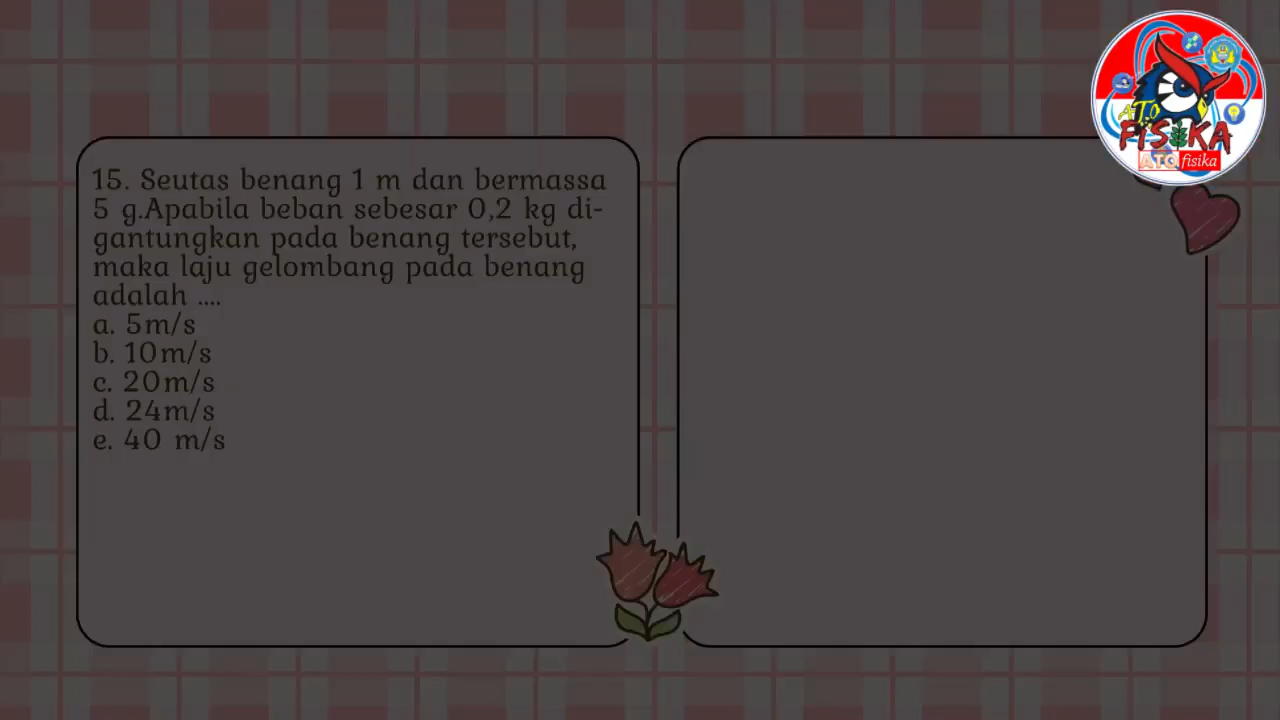 15. Seutas benang 1 m dan bermassa
5 g.Apabila beban sebesar 0,2 kg di-
gantungkan pada benang tersebut,
maka laju gelombang pada benang
adalah ....
a. 5m/s
b. 10m/s
c. 20m/s
d. 24m/s
e. 40 m/s
ATO
FISIKA
ATO fisika